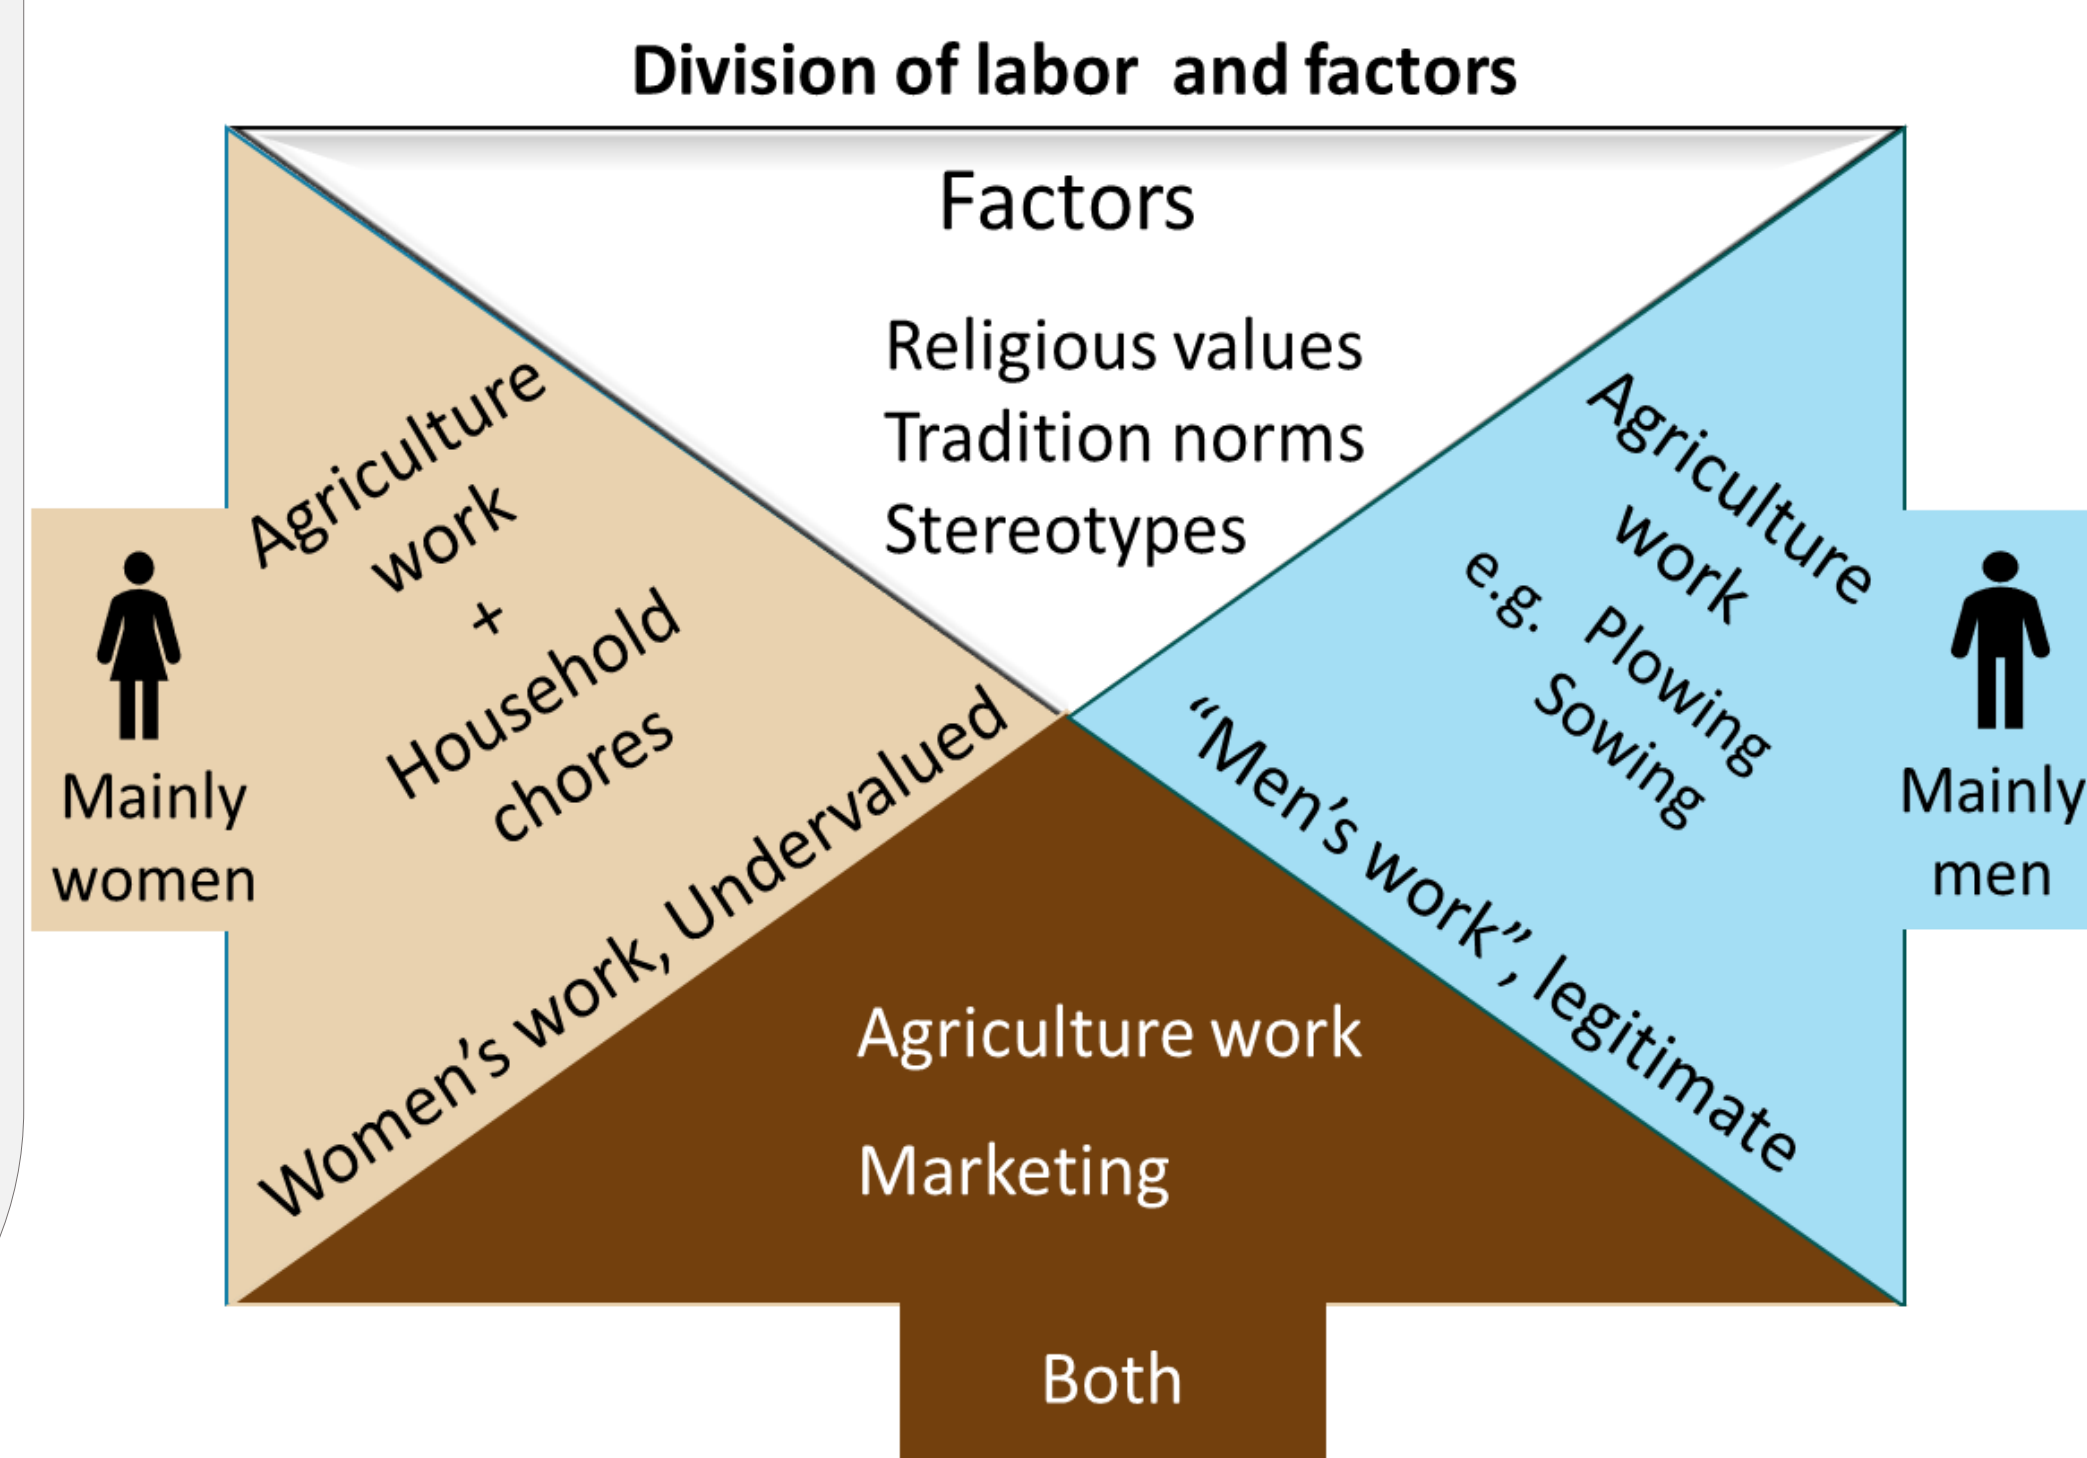 Division of labor and factors
Factors
Religious values
Tradition norms
Stereotypes
Agriculture
work
+
Household
chores
Women's work, Undervalued
Mainly
women
Agriculture
work
e.g. Plowing
Sowing
“Men’s work”, legitimate
Mainly
men
Agriculture work
Marketing
Both